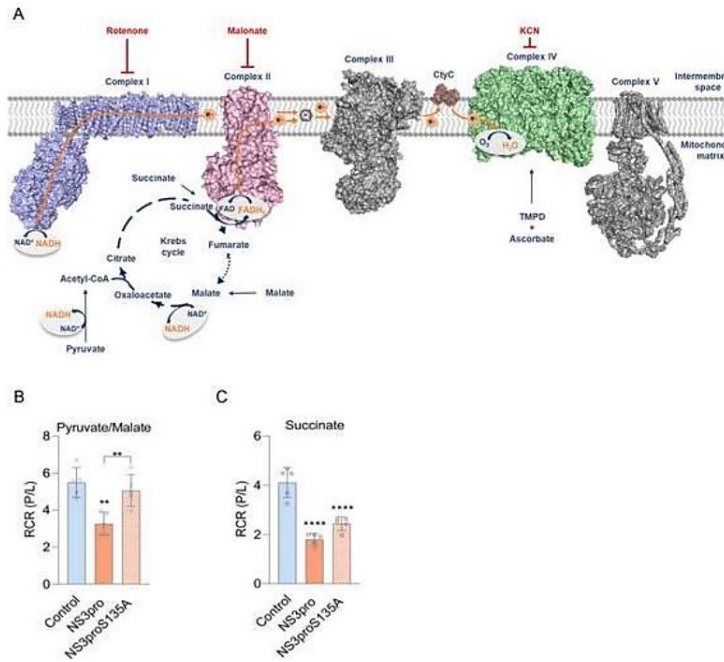 A
Rotenone
Malonate
KCN
Complex I
Complex II
Complex III
CtyC
Complex IV
Complex V
Intermembrane
space
Mitochond
matrix
e-
e-
Q
e-
e-
O₂
H₂O
Succinate
Succinate
FAD
FADH₂
NAD⁺ NADH
Krebs
cycle
Fumarate
Citrate
TMPD
+
Ascorbate
Acetyl-CoA
Oxaloacetate
Malate
Malate
NADH
NAD⁺
NAD⁺
NADH
Pyruvate
B
Pyruvate/Malate
RCR (P/L)
8
6
4
2
0
**
**
Control
NS3pro
NS3proS135A
C
Succinate
RCR (P/L)
6
4
2
0
****
****
Control
NS3pro
NS3proS135A